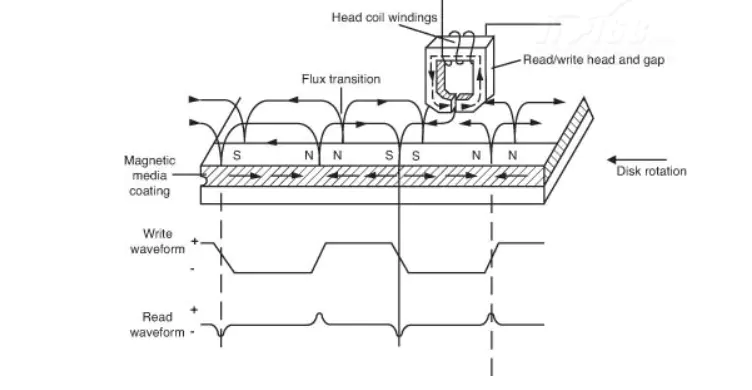 Head coil windings
Read/write head and gap
Flux transition
S N N S S N N
Magnetic
media
coating
Disk rotation
Write
waveform
+
-
Read
waveform
+
-